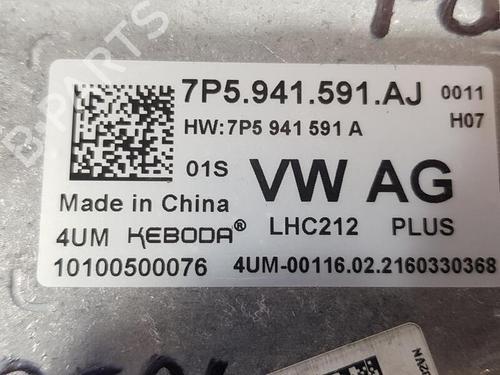 7P5.941.591.AJ 0011
HW:7P5 941 591 A H07
01S VW AG
Made in China
4UM KEBODA® LHC212 PLUS
10100500076 4UM-00116.02.2160330368
B-PARTS